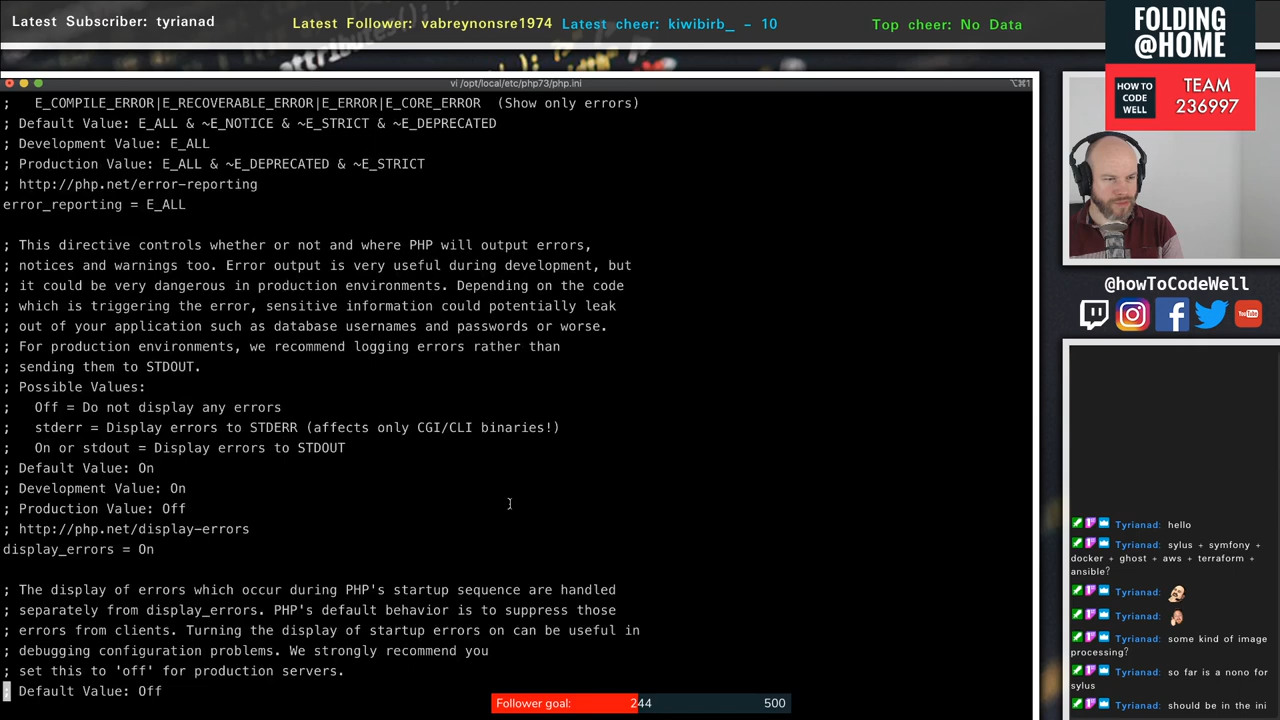 Latest Subscriber: tyrianad
Latest Follower: vabreynonsre1974
Latest cheer: kiwibirb_ - 10
Top cheer: No Data
FOLDING
@HOME
HOW TO
CODE
WELL
TEAM
236997
vi /opt/local/etc/php73/php.ini
⌥⌘1
;   E_COMPILE_ERROR|E_RECOVERABLE_ERROR|E_ERROR|E_CORE_ERROR  (Show only errors)
; Default Value: E_ALL & ~E_NOTICE & ~E_STRICT & ~E_DEPRECATED
; Development Value: E_ALL
; Production Value: E_ALL & ~E_DEPRECATED & ~E_STRICT
; http://php.net/error-reporting
error_reporting = E_ALL
; This directive controls whether or not and where PHP will output errors,
; notices and warnings too. Error output is very useful during development, but
; it could be very dangerous in production environments. Depending on the code
; which is triggering the error, sensitive information could potentially leak
; out of your application such as database usernames and passwords or worse.
; For production environments, we recommend logging errors rather than
; sending them to STDOUT.
; Possible Values:
;   Off = Do not display any errors
;   stderr = Display errors to STDERR (affects only CGI/CLI binaries!)
;   On or stdout = Display errors to STDOUT
; Default Value: On
; Development Value: On
; Production Value: Off
; http://php.net/display-errors
display_errors = On
; The display of errors which occur during PHP's startup sequence are handled
; separately from display_errors. PHP's default behavior is to suppress those
; errors from clients. Turning the display of startup errors on can be useful in
; debugging configuration problems. We strongly recommend you
; set this to 'off' for production servers.
; Default Value: Off
@howToCodeWell
You Tube
Tyrianad: hello
Tyrianad: sylus + symfony +
docker + ghost + aws + terraform +
ansible?
Tyrianad:
Tyrianad:
Tyrianad: some kind of image
processing?
Tyrianad: so far is a nono for
sylus
Tyrianad: should be in the ini
Follower goal: 244 500